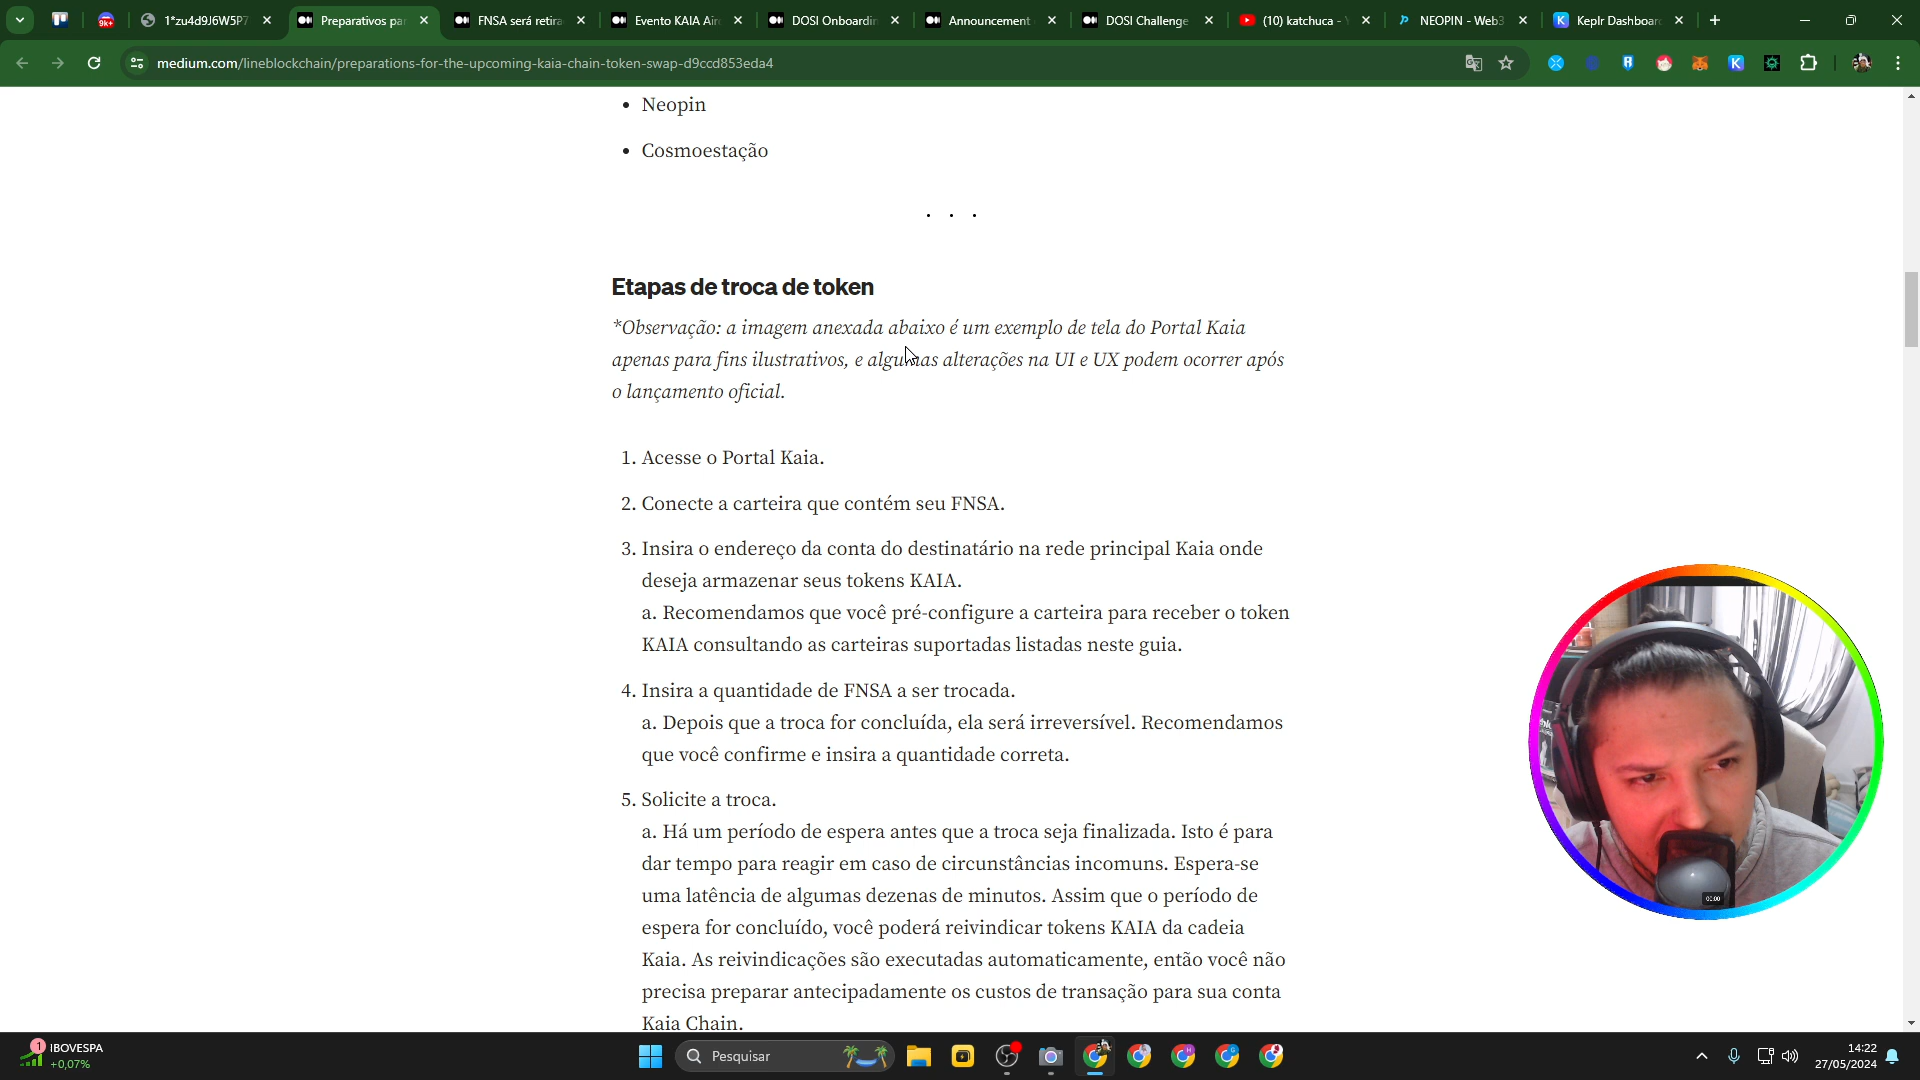 1*zu4d9J6W5P7
Preparativos par
FNSA será retira
Evento KAIA Air
DOSI Onboardin
Announcement
DOSI Challenge
(10) katchuca -
NEOPIN - Web3
Keplr Dashboar
medium.com/lineblockchain/preparations-for-the-upcoming-kaia-chain-token-swap-d9ccd853eda4
• Neopin
• Cosmoestação
. . .
Etapas de troca de token
*Observação: a imagem anexada abaixo é um exemplo de tela do Portal Kaia
apenas para fins ilustrativos, e algumas alterações na UI e UX podem ocorrer após
o lançamento oficial.
1. Acesse o Portal Kaia.
2. Conecte a carteira que contém seu FNSA.
3. Insira o endereço da conta do destinatário na rede principal Kaia onde
deseja armazenar seus tokens KAIA.
a. Recomendamos que você pré-configure a carteira para receber o token
KAIA consultando as carteiras suportadas listadas neste guia.
4. Insira a quantidade de FNSA a ser trocada.
a. Depois que a troca for concluída, ela será irreversível. Recomendamos
que você confirme e insira a quantidade correta.
5. Solicite a troca.
a. Há um período de espera antes que a troca seja finalizada. Isto é para
dar tempo para reagir em caso de circunstâncias incomuns. Espera-se
uma latência de algumas dezenas de minutos. Assim que o período de
espera for concluído, você poderá reivindicar tokens KAIA da cadeia
Kaia. As reivindicações são executadas automaticamente, então você não
precisa preparar antecipadamente os custos de transação para sua conta
Kaia Chain.
00:00
1
IBOVESPA
+0,07%
Pesquisar
14:22
27/05/2024